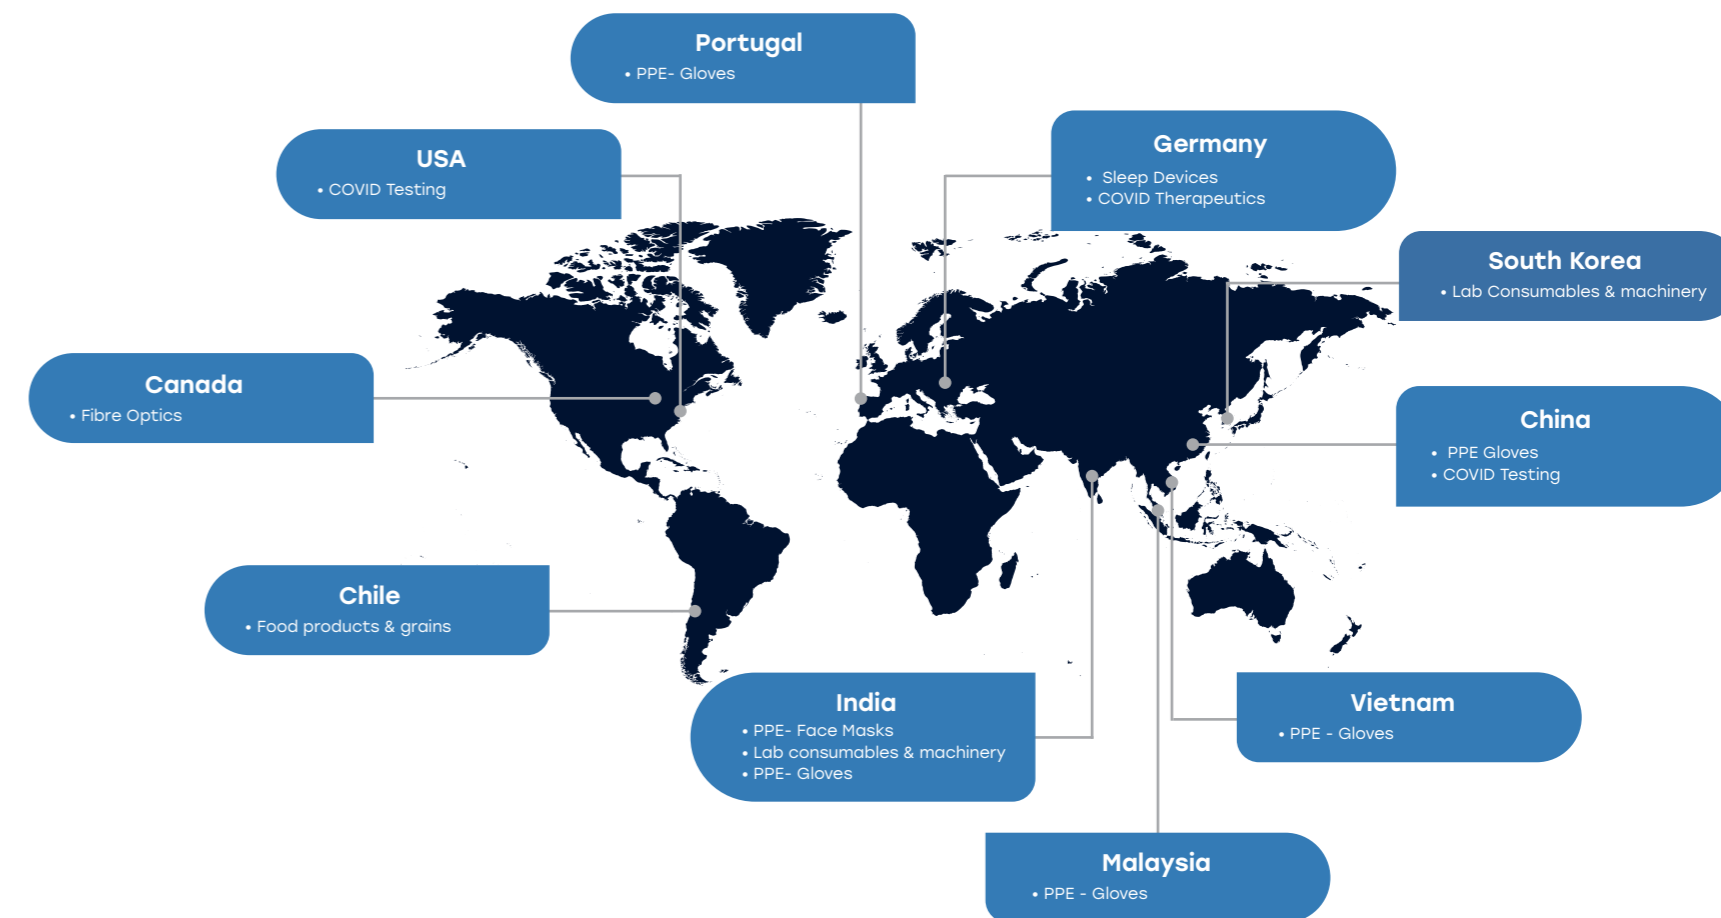 Portugal
• PPE- Gloves
USA
• COVID Testing
Germany
• Sleep Devices
• COVID Therapeutics
South Korea
• Lab Consumables & machinery
Canada
• Fibre Optics
China
• PPE Gloves
• COVID Testing
Chile
• Food products & grains
India
• PPE- Face Masks
• Lab consumables & machinery
• PPE- Gloves
Vietnam
• PPE - Gloves
Malaysia
• PPE - Gloves